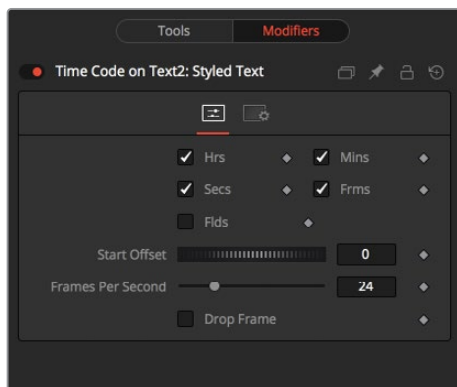 Tools Modifiers
Time Code on Text2: Styled Text
Hrs Mins
Secs Frms
Flds
Start Offset 0
Frames Per Second 24
Drop Frame